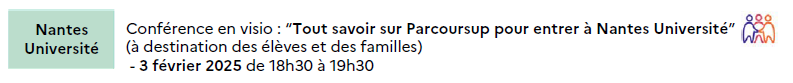 Nantes
Université
Conférence en visio : “Tout savoir sur Parcoursup pour entrer à Nantes Université”
(à destination des élèves et des familles)
- 3 février 2025 de 18h30 à 19h30